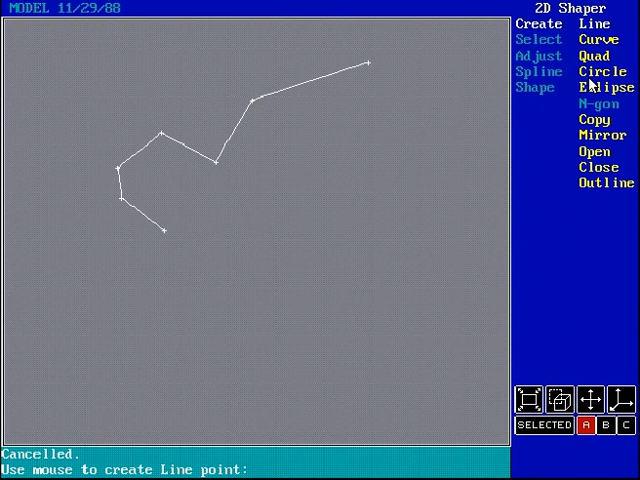 MODEL 11/29/88
2D Shaper
Create Line
Select Curve
Adjust Quad
Spline Circle
Shape Ellipse
N-gon
Copy
Mirror
Open
Close
Outline
SELECTED A B C
Cancelled.
Use mouse to create Line point: